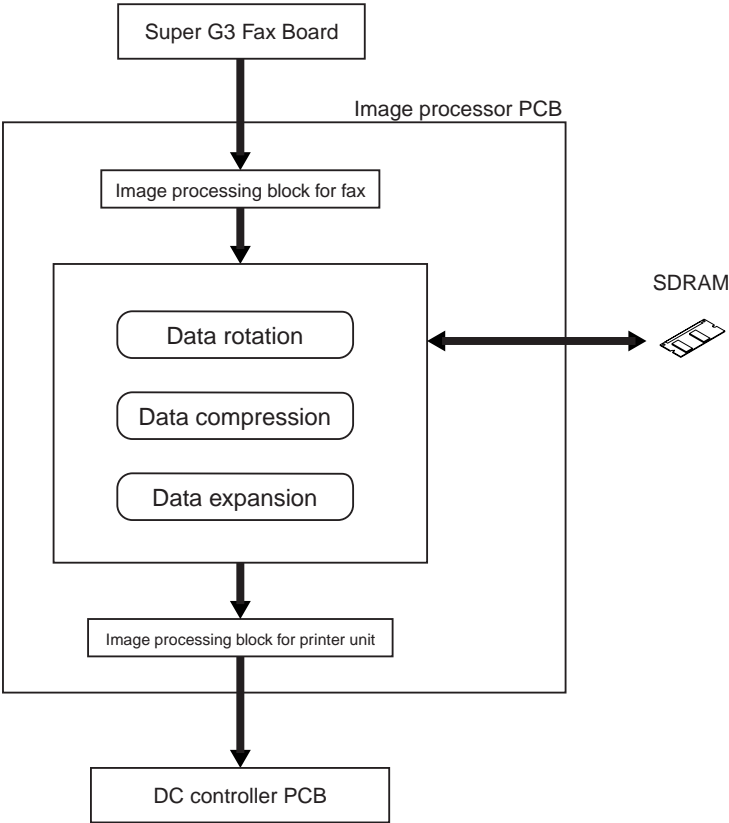 Super G3 Fax Board
Image processor PCB
Image processing block for fax
SDRAM
Data rotation
Data compression
Data expansion
Image processing block for printer unit
DC controller PCB